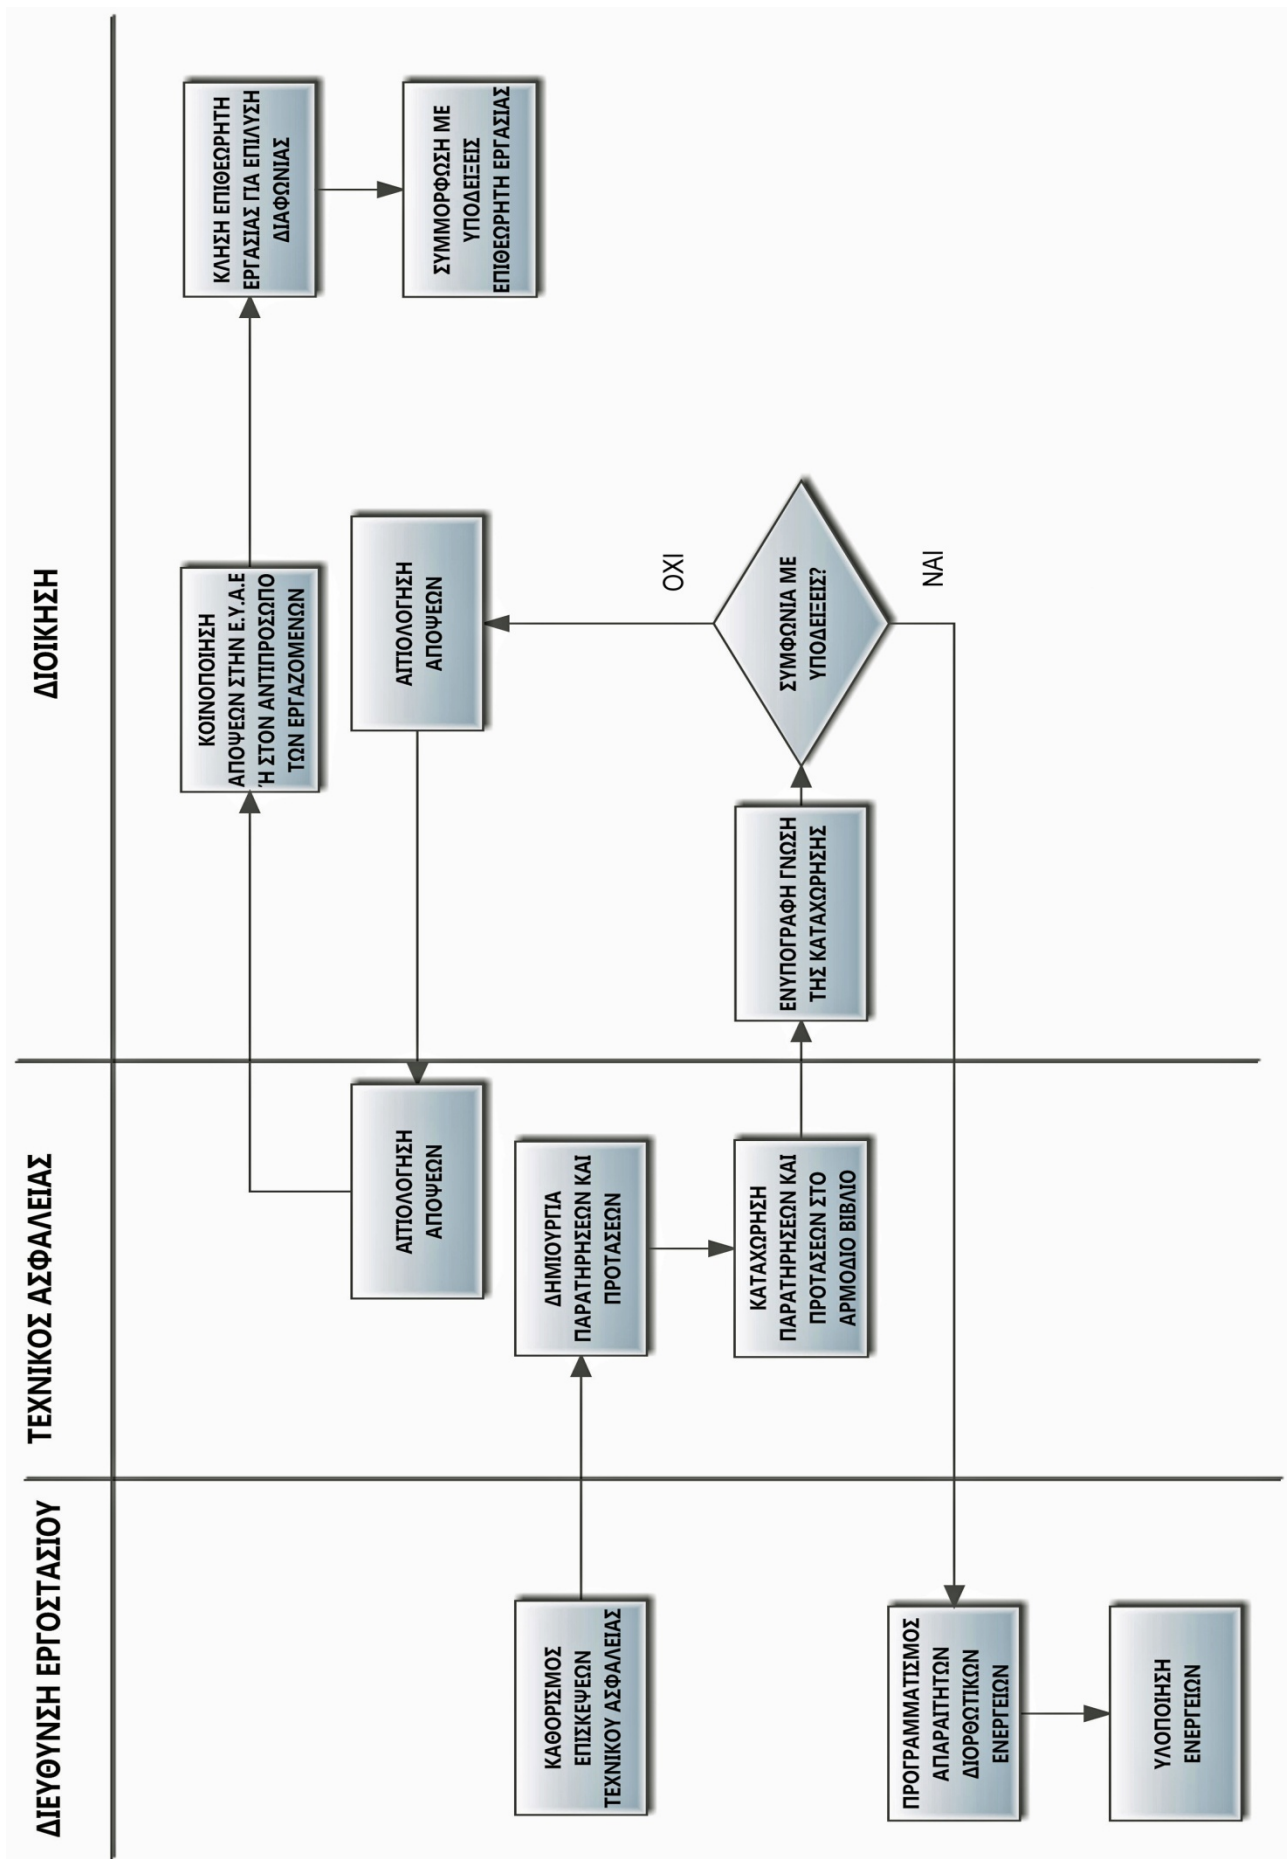 ΔΙΕΥΘΥΝΣΗ ΕΡΓΟΣΤΑΣΙΟΥ
ΤΕΧΝΙΚΟΣ ΑΣΦΑΛΕΙΑΣ
ΔΙΟΙΚΗΣΗ
ΚΟΙΝΟΠΟΙΗΣΗ
ΑΠΟΨΕΩΝ ΣΤΗΝ Ε.Υ.Α.Ε
Ή ΣΤΟΝ ΑΝΤΙΠΡΟΣΩΠΟ
ΤΩΝ ΕΡΓΑΖΟΜΕΝΩΝ
ΚΛΗΣΗ ΕΠΙΘΕΩΡΗΤΗ
ΕΡΓΑΣΙΑΣ ΓΙΑ ΕΠΙΛΥΣΗ
ΔΙΑΦΩΝΙΑΣ
ΑΙΤΙΟΛΟΓΗΣΗ
ΑΠΟΨΕΩΝ
ΑΙΤΙΟΛΟΓΗΣΗ
ΑΠΟΨΕΩΝ
ΣΥΜΜΟΡΦΩΣΗ ΜΕ
ΥΠΟΔΕΙΞΕΙΣ
ΕΠΙΘΕΩΡΗΤΗ ΕΡΓΑΣΙΑΣ
ΚΑΘΟΡΙΣΜΟΣ
ΕΠΙΣΚΕΨΕΩΝ
ΤΕΧΝΙΚΟΥ ΑΣΦΑΛΕΙΑΣ
ΔΗΜΙΟΥΡΓΙΑ
ΠΑΡΑΤΗΡΗΣΕΩΝ ΚΑΙ
ΠΡΟΤΑΣΕΩΝ
ΟΧΙ
ΚΑΤΑΧΩΡΗΣΗ
ΠΑΡΑΤΗΡΗΣΕΩΝ ΚΑΙ
ΠΡΟΤΑΣΕΩΝ ΣΤΟ
ΑΡΜΟΔΙΟ ΒΙΒΛΙΟ
ΕΝΥΠΟΓΡΑΦΗ ΓΝΩΣΗ
ΤΗΣ ΚΑΤΑΧΩΡΗΣΗΣ
ΣΥΜΦΩΝΙΑ ΜΕ
ΥΠΟΔΕΙΞΕΙΣ?
ΝΑΙ
ΠΡΟΓΡΑΜΜΑΤΙΣΜΟΣ
ΑΠΑΡΑΙΤΗΤΩΝ
ΔΙΟΡΘΩΤΙΚΩΝ
ΕΝΕΡΓΕΙΩΝ
ΥΛΟΠΟΙΗΣΗ
ΕΝΕΡΓΕΙΩΝ